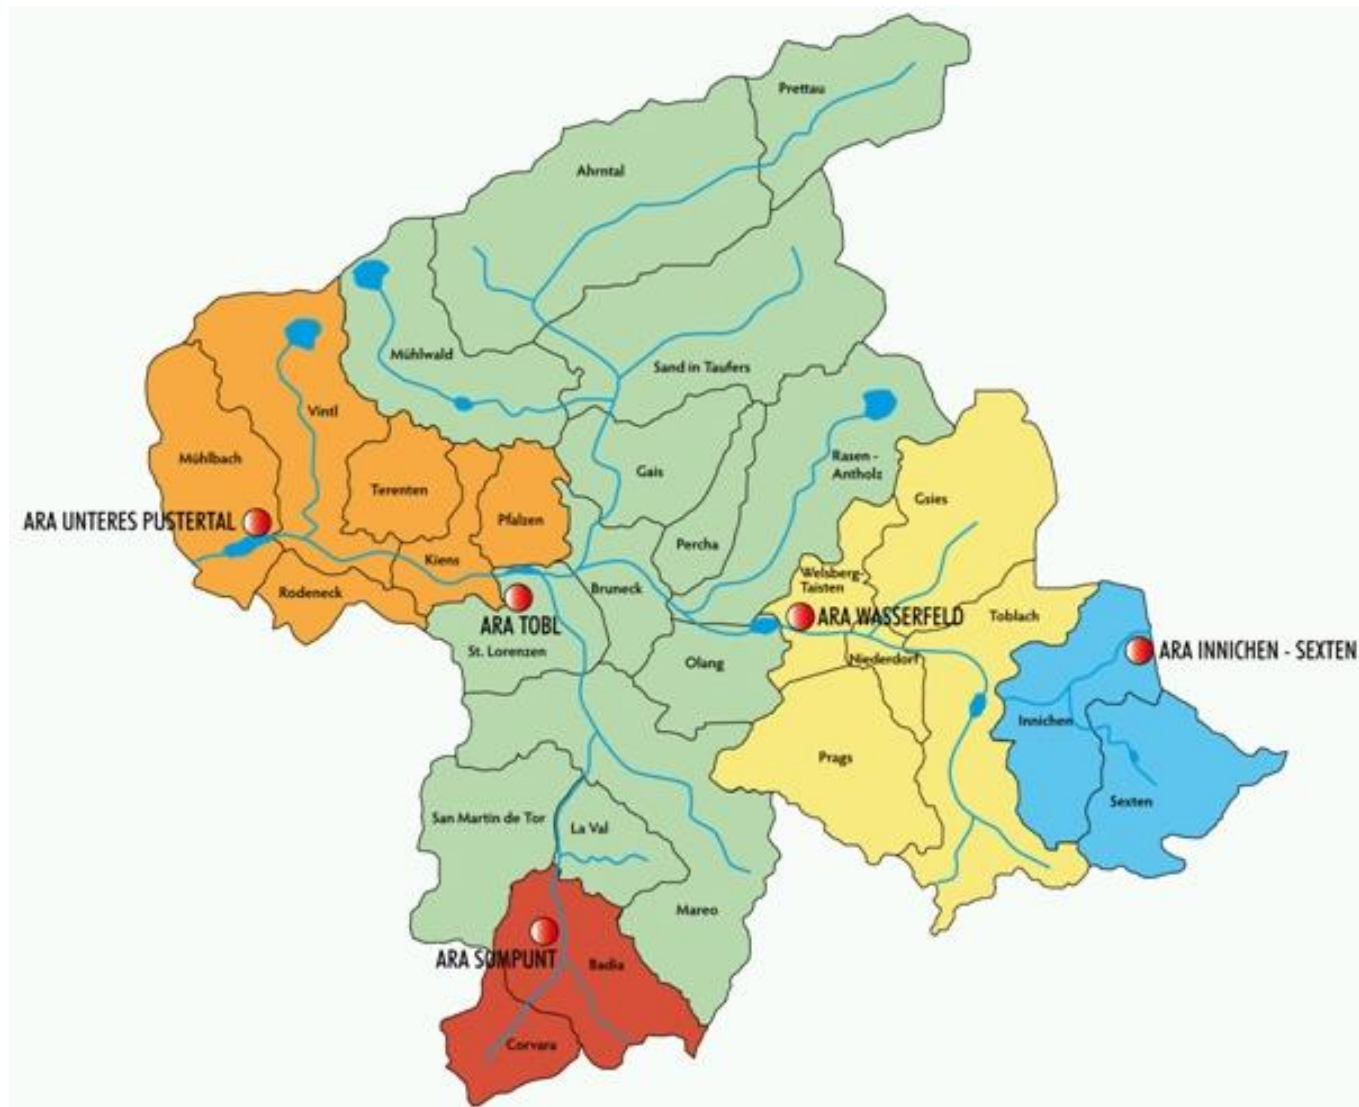 Prettau
Ahrntal
Mühlwald
Sand in Taufers
Vintl
Mühlbach
Terenten
Gais
Rasen -
Antholz
Gsies
Pfalzen
ARA UNTERES PUSTERTAL
Percha
Kiens
Welsberg-
Taisten
Rodeneck
Bruneck
ARA TOBL
ARA WASSERFELD
Toblach
St. Lorenzen
Olang
Niederdorf
ARA INNICHEN - SEXTEN
Innichen
Prags
Sexten
San Martin de Tor
La Val
Mareo
ARA SOMPUNT
Badia
Corvara